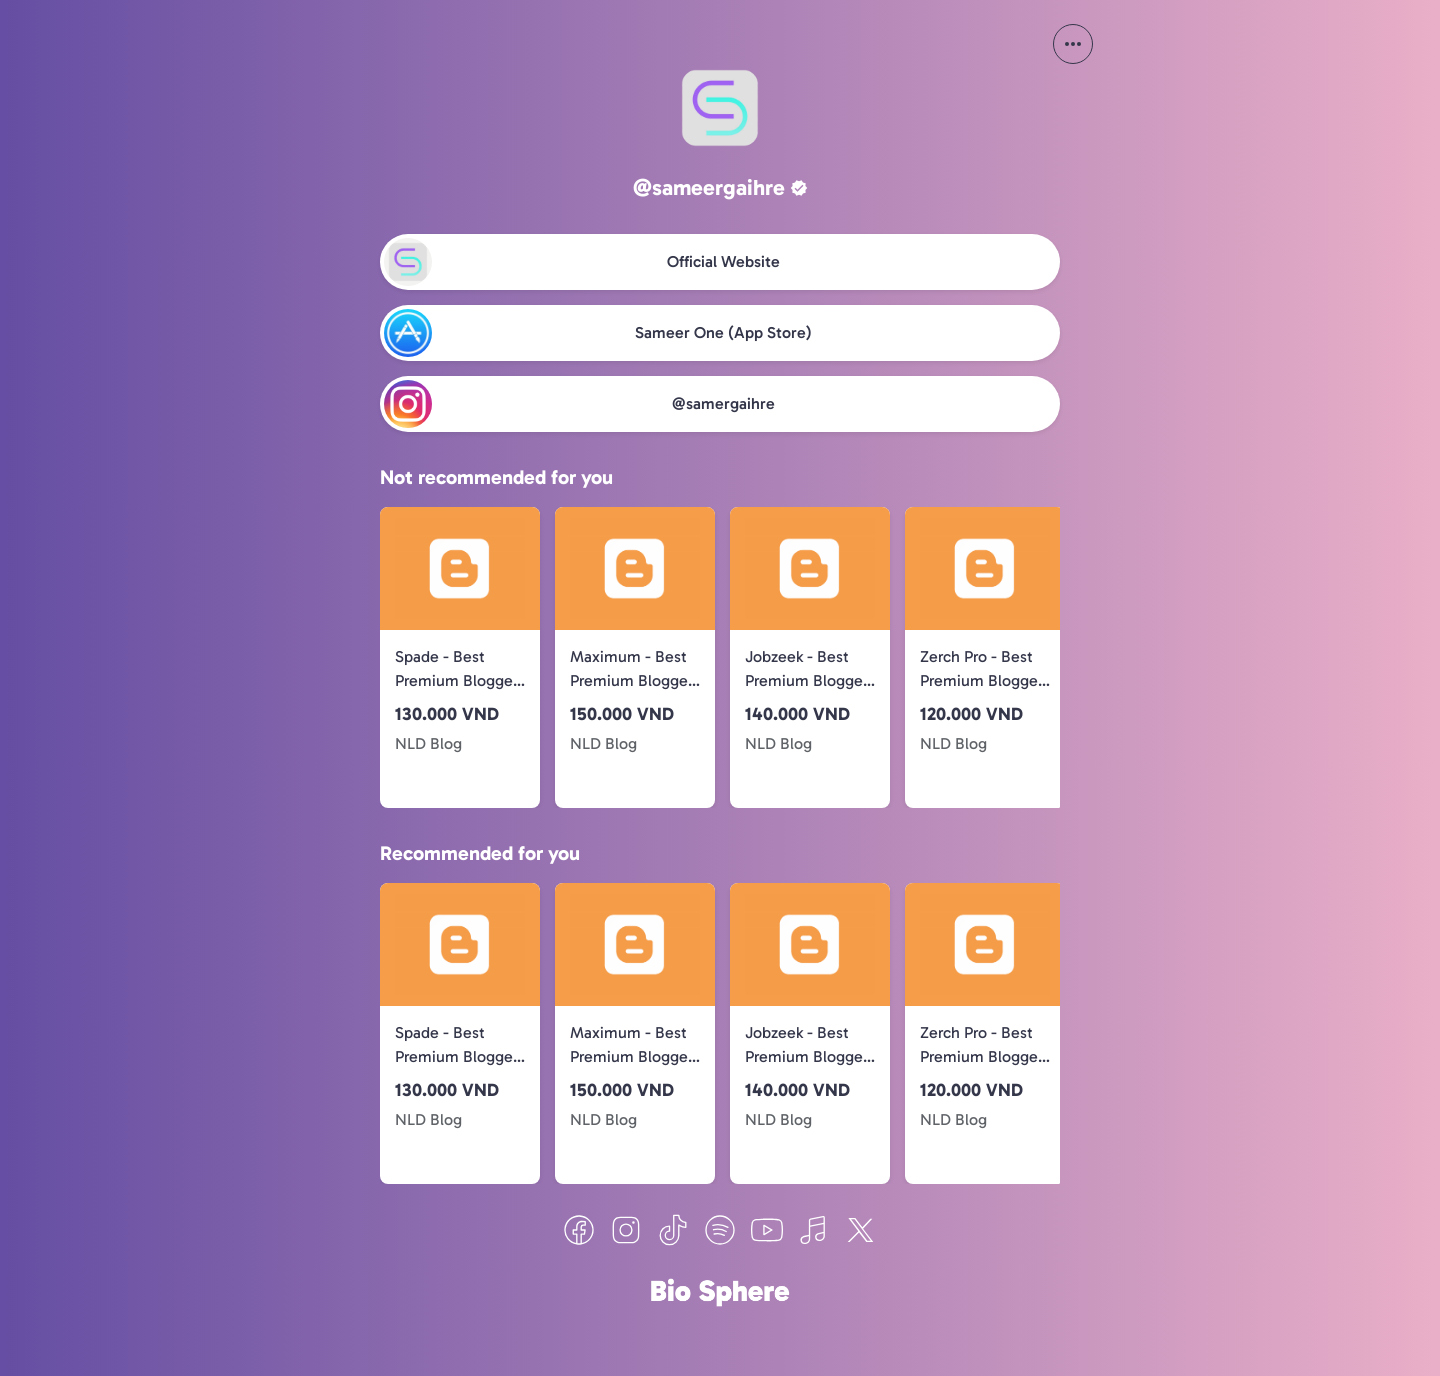 @sameergaihre
Official Website
Sameer One (App Store)
@samergaihre
Not recommended for you
Spade - Best
Premium Blogge...
130.000 VND
NLD Blog
Maximum - Best
Premium Blogge...
150.000 VND
NLD Blog
Jobzeek - Best
Premium Blogge...
140.000 VND
NLD Blog
Zerch Pro - Best
Premium Blogge...
120.000 VND
NLD Blog
Recommended for you
Spade - Best
Premium Blogge...
130.000 VND
NLD Blog
Maximum - Best
Premium Blogge...
150.000 VND
NLD Blog
Jobzeek - Best
Premium Blogge...
140.000 VND
NLD Blog
Zerch Pro - Best
Premium Blogge...
120.000 VND
NLD Blog
Bio Sphere